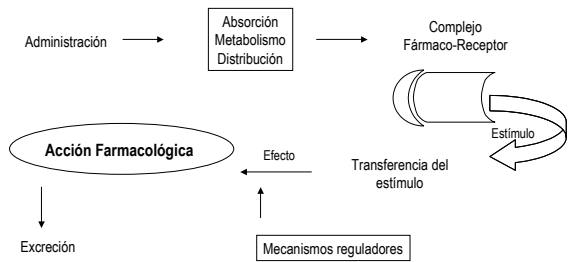 Administración
Absorción
Metabolismo
Distribución
Complejo
Fármaco-Receptor
Estímulo
Transferencia del
estímulo
Efecto
Acción Farmacológica
Mecanismos reguladores
Excreción